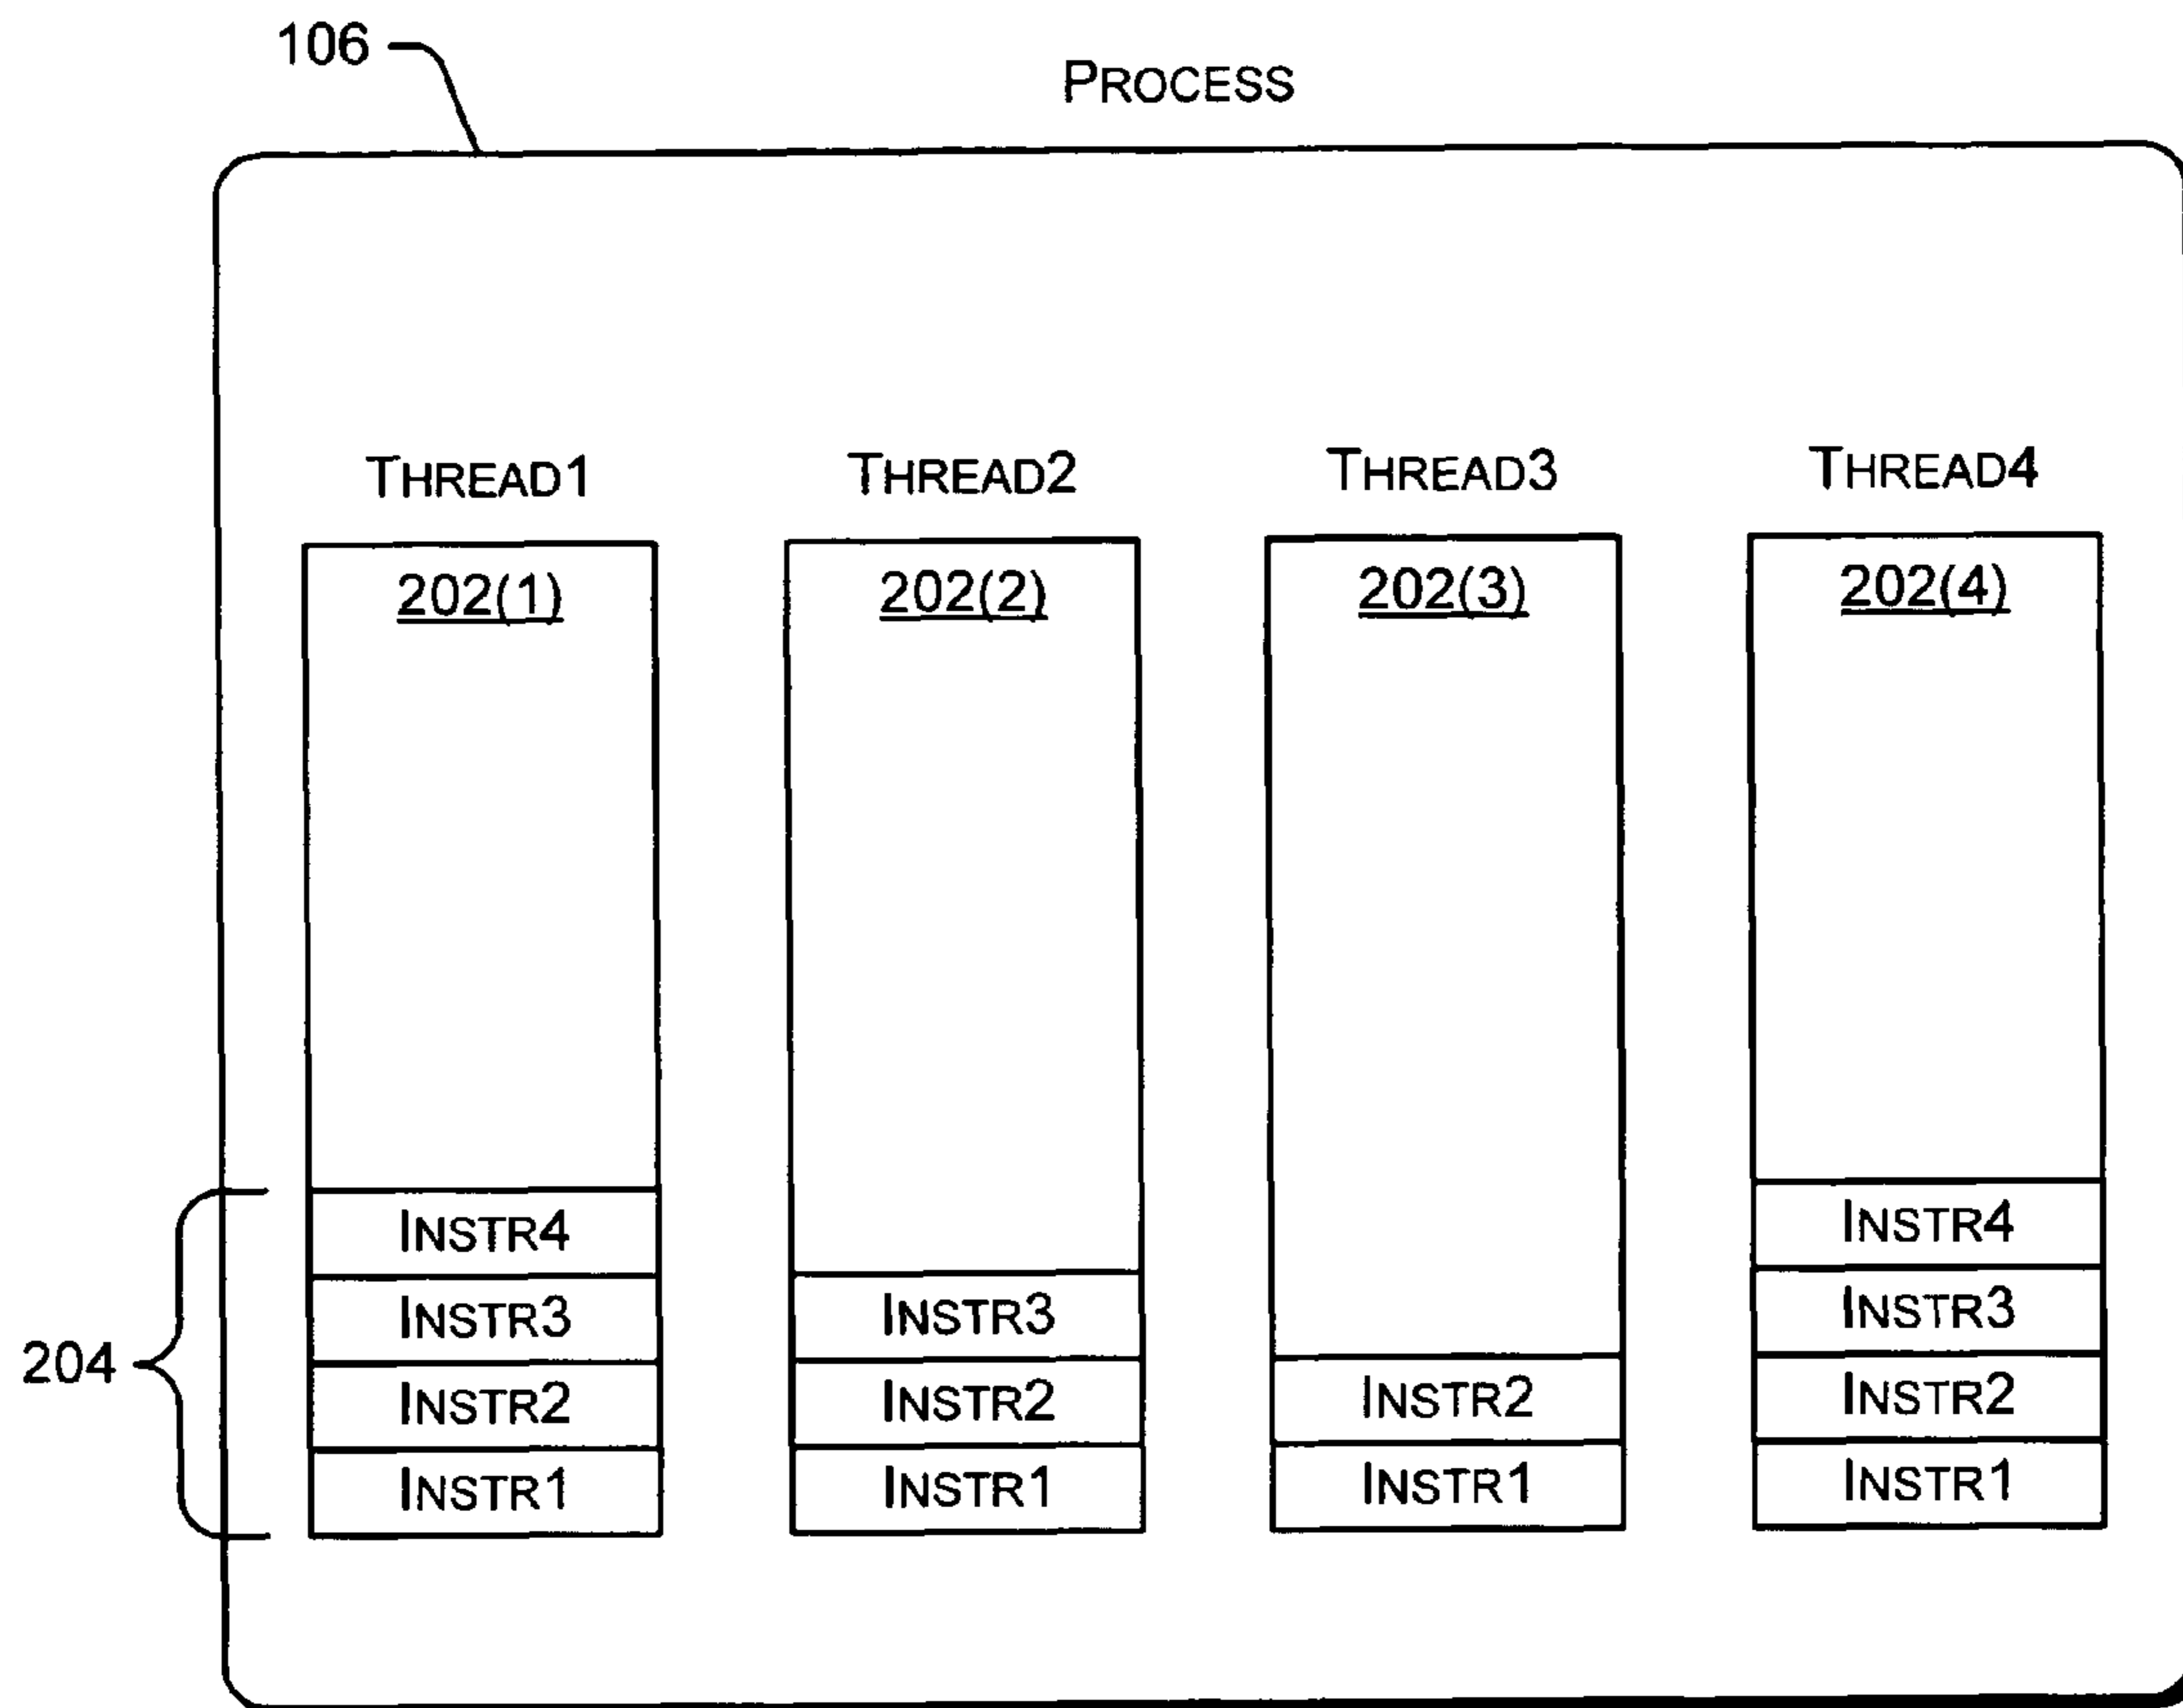 106
PROCESS
THREAD1 THREAD2 THREAD3 THREAD4
202(1) 202(2) 202(3) 202(4)
INSTR4 INSTR4
INSTR3 INSTR3 INSTR3
204
INSTR2 INSTR2 INSTR2 INSTR2
INSTR1 INSTR1 INSTR1 INSTR1